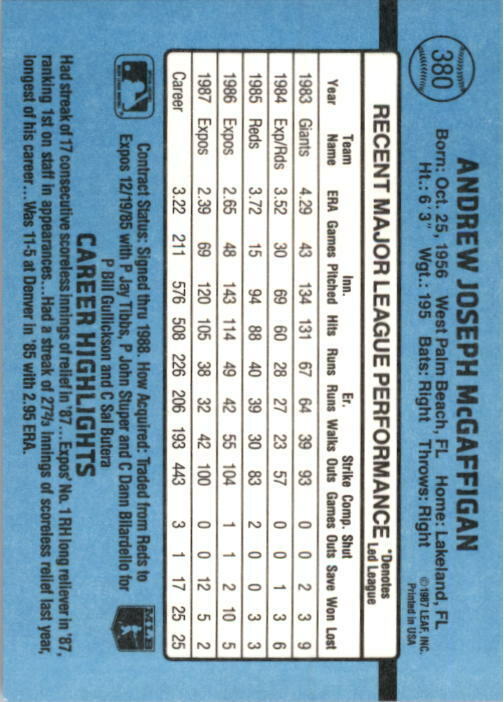 380
ANDREW JOSEPH McGAFFIGAN
Born: Oct. 25, 1956 West Palm Beach, FL Home: Lakeland, FL
Ht.: 6'3" Wgt.: 195 Bats: Right Throws: Right
©1987 LEAF, INC.
Printed in USA
RECENT MAJOR LEAGUE PERFORMANCE *Denotes Led League
Year Team Name ERA Games Inn. Pitched Hits Runs Er. Runs Walks Strike Outs Comp. Games Shut Outs Save Won Lost
1983 Giants 4.29 43 134 131 67 64 39 93 0 0 2 3 9
1984 Exp/Rds 3.52 30 69 60 28 27 23 57 0 0 1 3 6
1985 Reds 3.72 15 94 88 40 39 30 83 2 0 0 3 3
1986 Expos 2.65 48 143 114 49 42 55 104 1 1 2 10 5
1987 Expos 2.39 69 120 105 38 32 42 100 0 0 12 5 2
Career 3.22 211 576 508 226 206 193 443 3 1 17 25 25
Contract Status: Signed thru 1988. How Acquired: Traded from Reds to
Expos 12/19/85 with P Jay Tibbs, P John Stuper and C Dann Bilardello for
P Bill Gullickson and C Sal Butera
MLB
CAREER HIGHLIGHTS
Had streak of 17 consecutive scoreless innings of relief in '87...Expos' No. 1 RH long reliever in '87,
ranking 1st on staff in appearances...Had a streak of 27⅔ innings of scoreless relief last year,
longest of his career...Was 11-5 at Denver in '85 with 2.95 ERA.